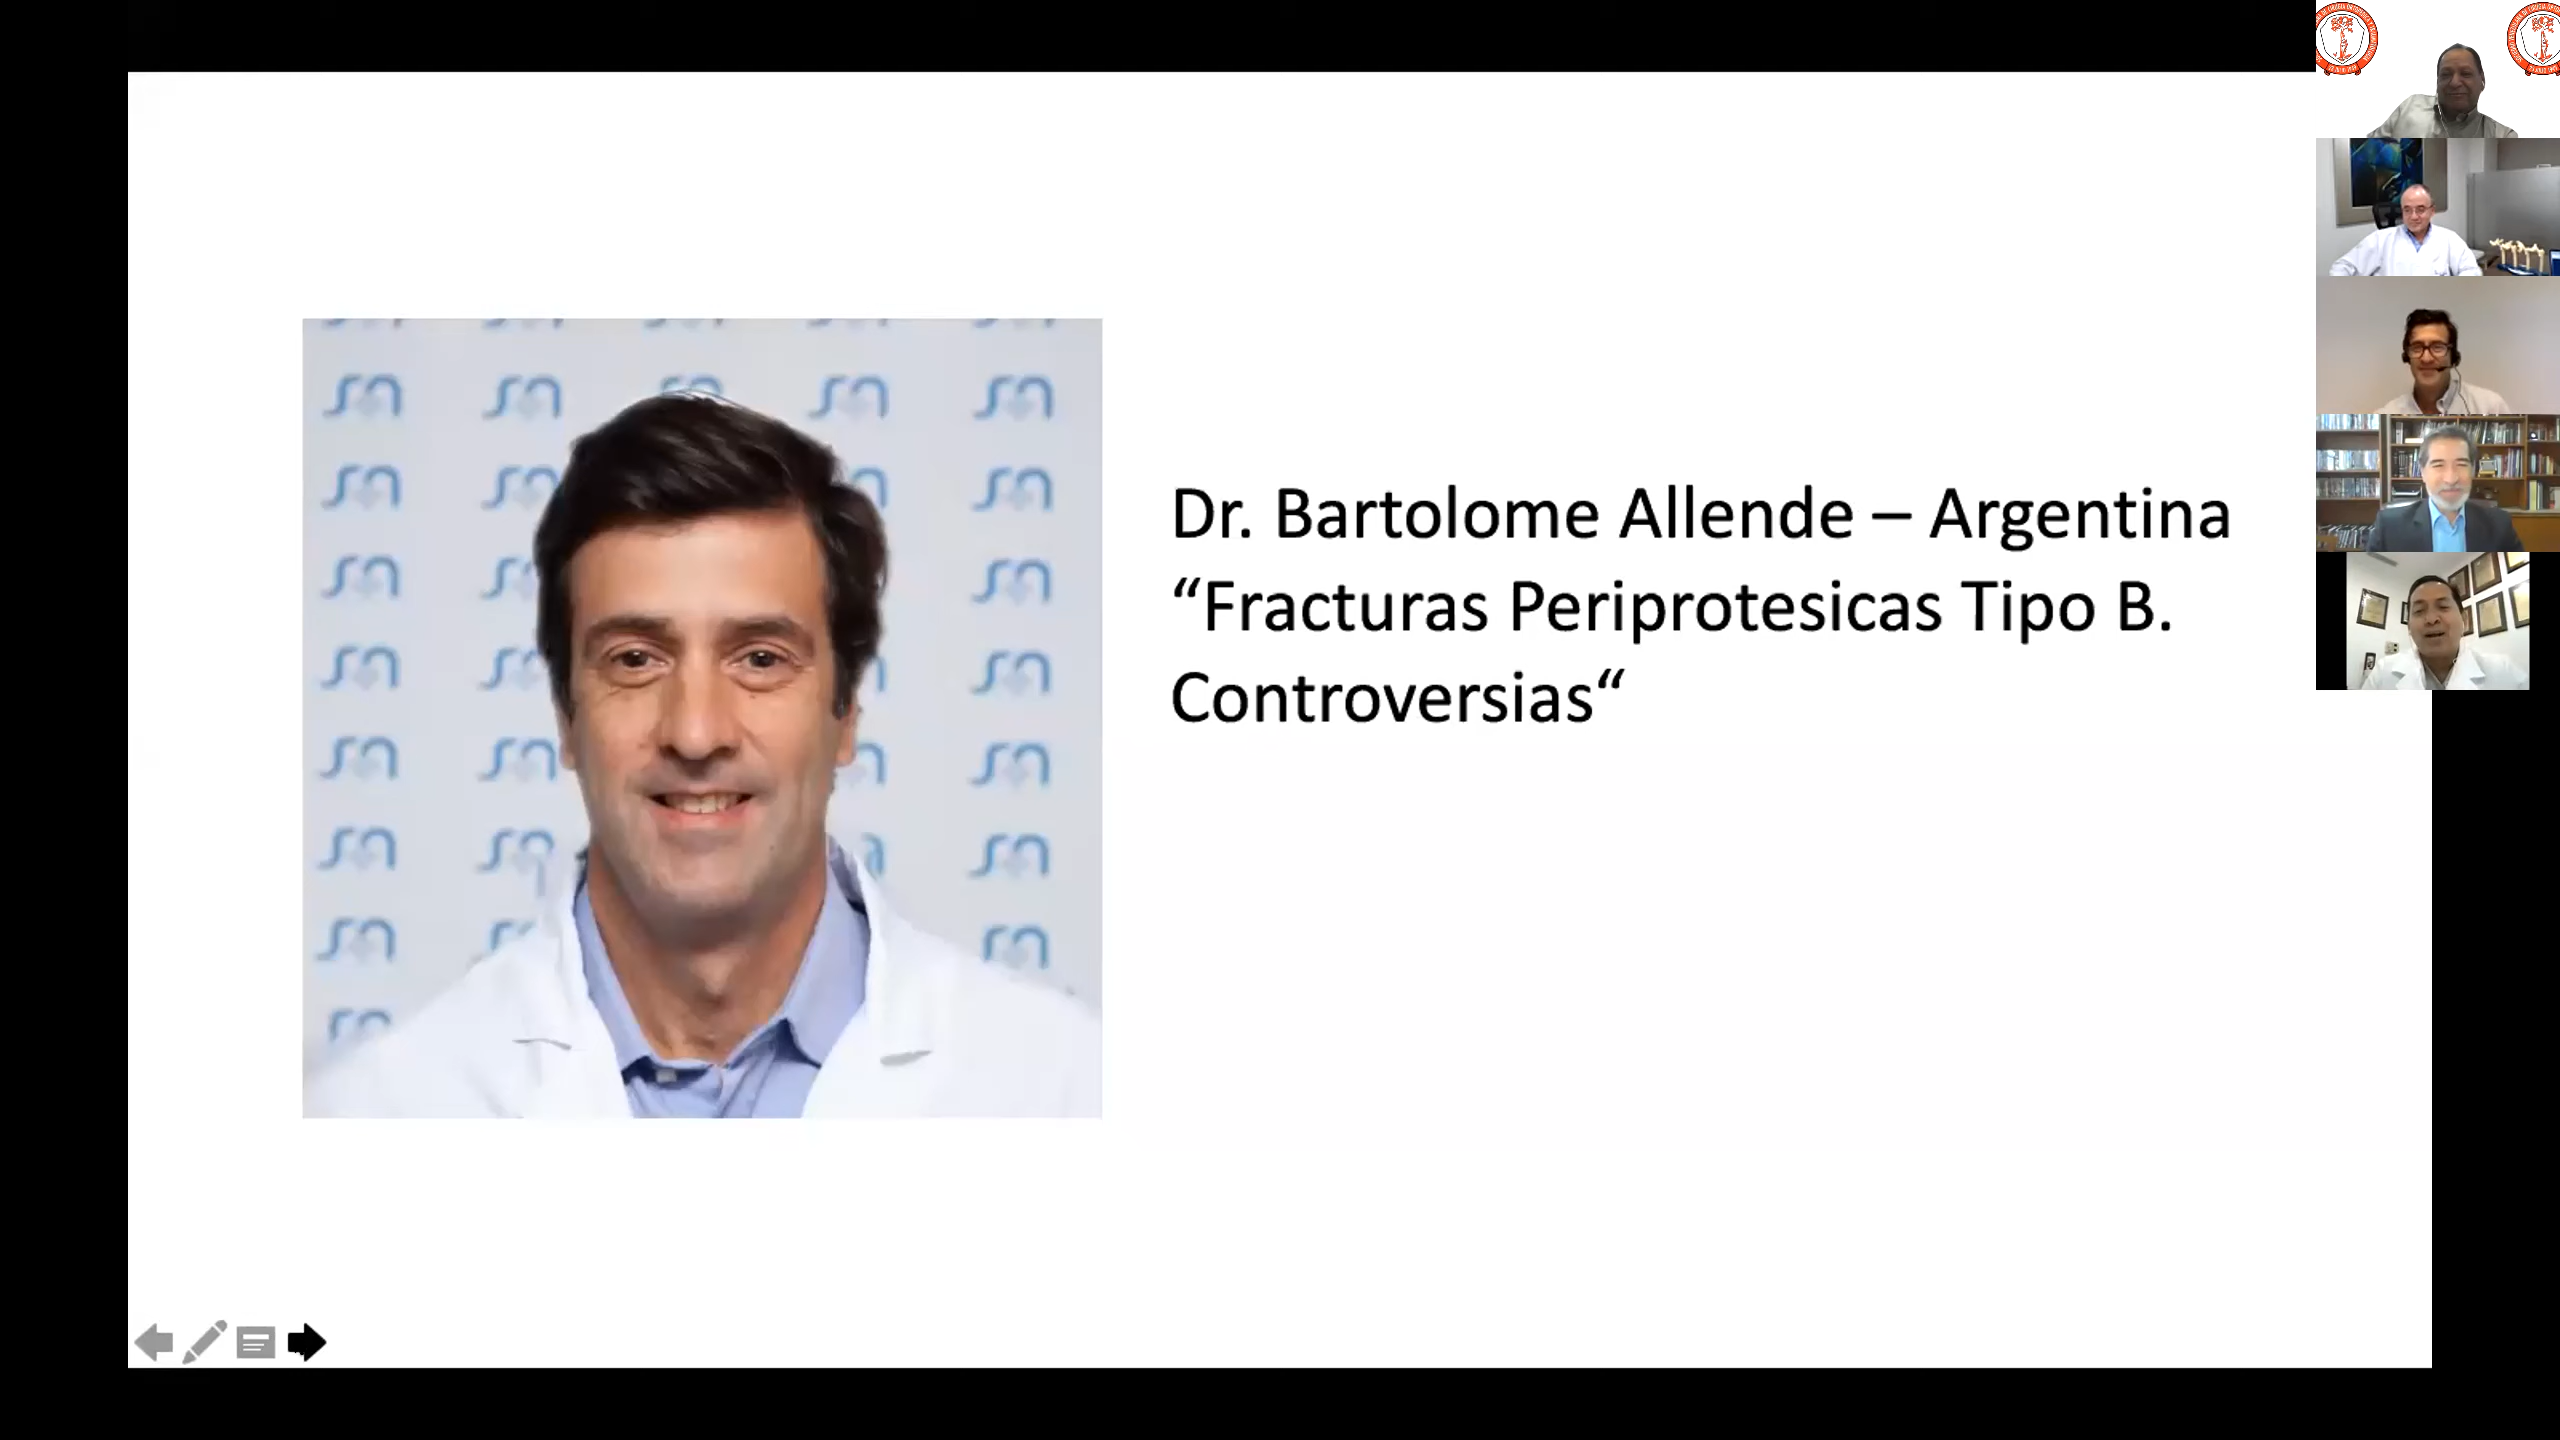 Dr. Bartolome Allende – Argentina
“Fracturas Periprotesicas Tipo B.
Controversias“